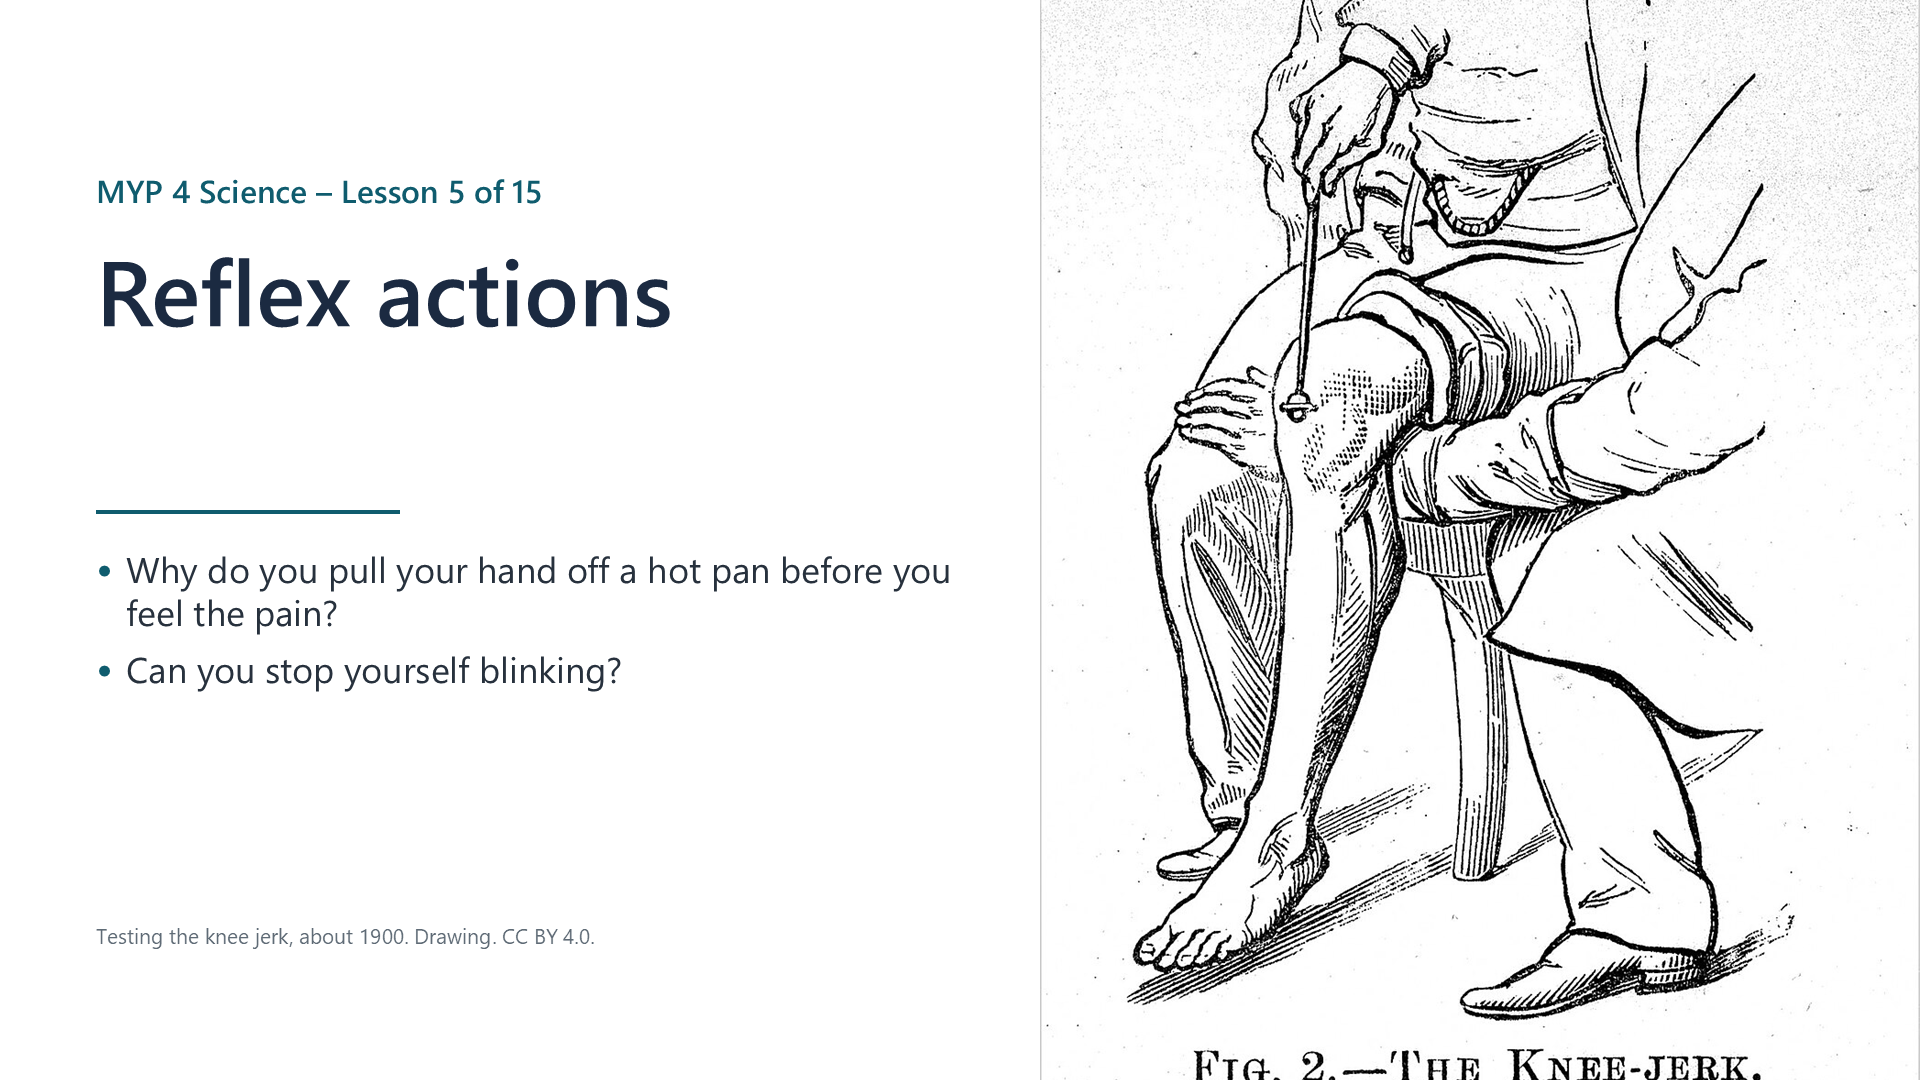 MYP 4 Science – Lesson 5 of 15
Reflex actions
• Why do you pull your hand off a hot pan before you
feel the pain?
• Can you stop yourself blinking?
Testing the knee jerk, about 1900. Drawing. CC BY 4.0.
Fig. 2.—The Knee-jerk.